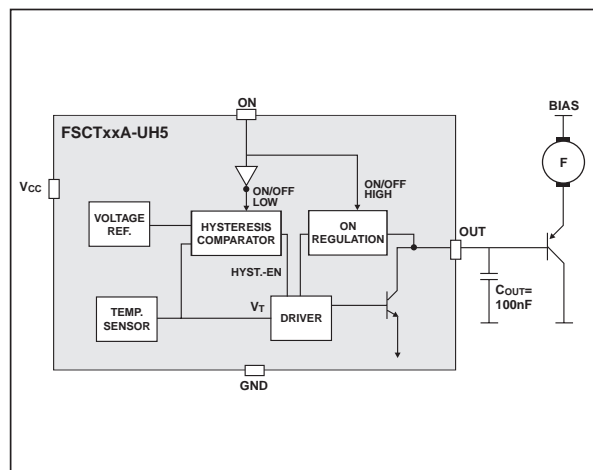 ON
FSCTxxA-UH5
BIAS
F
VCC
ON/OFF
LOW
ON/OFF
HIGH
VOLTAGE
REF.
HYSTERESIS
COMPARATOR
ON
REGULATION
OUT
HYST.-EN
COUT=
100nF
TEMP.
SENSOR
VT
DRIVER
GND